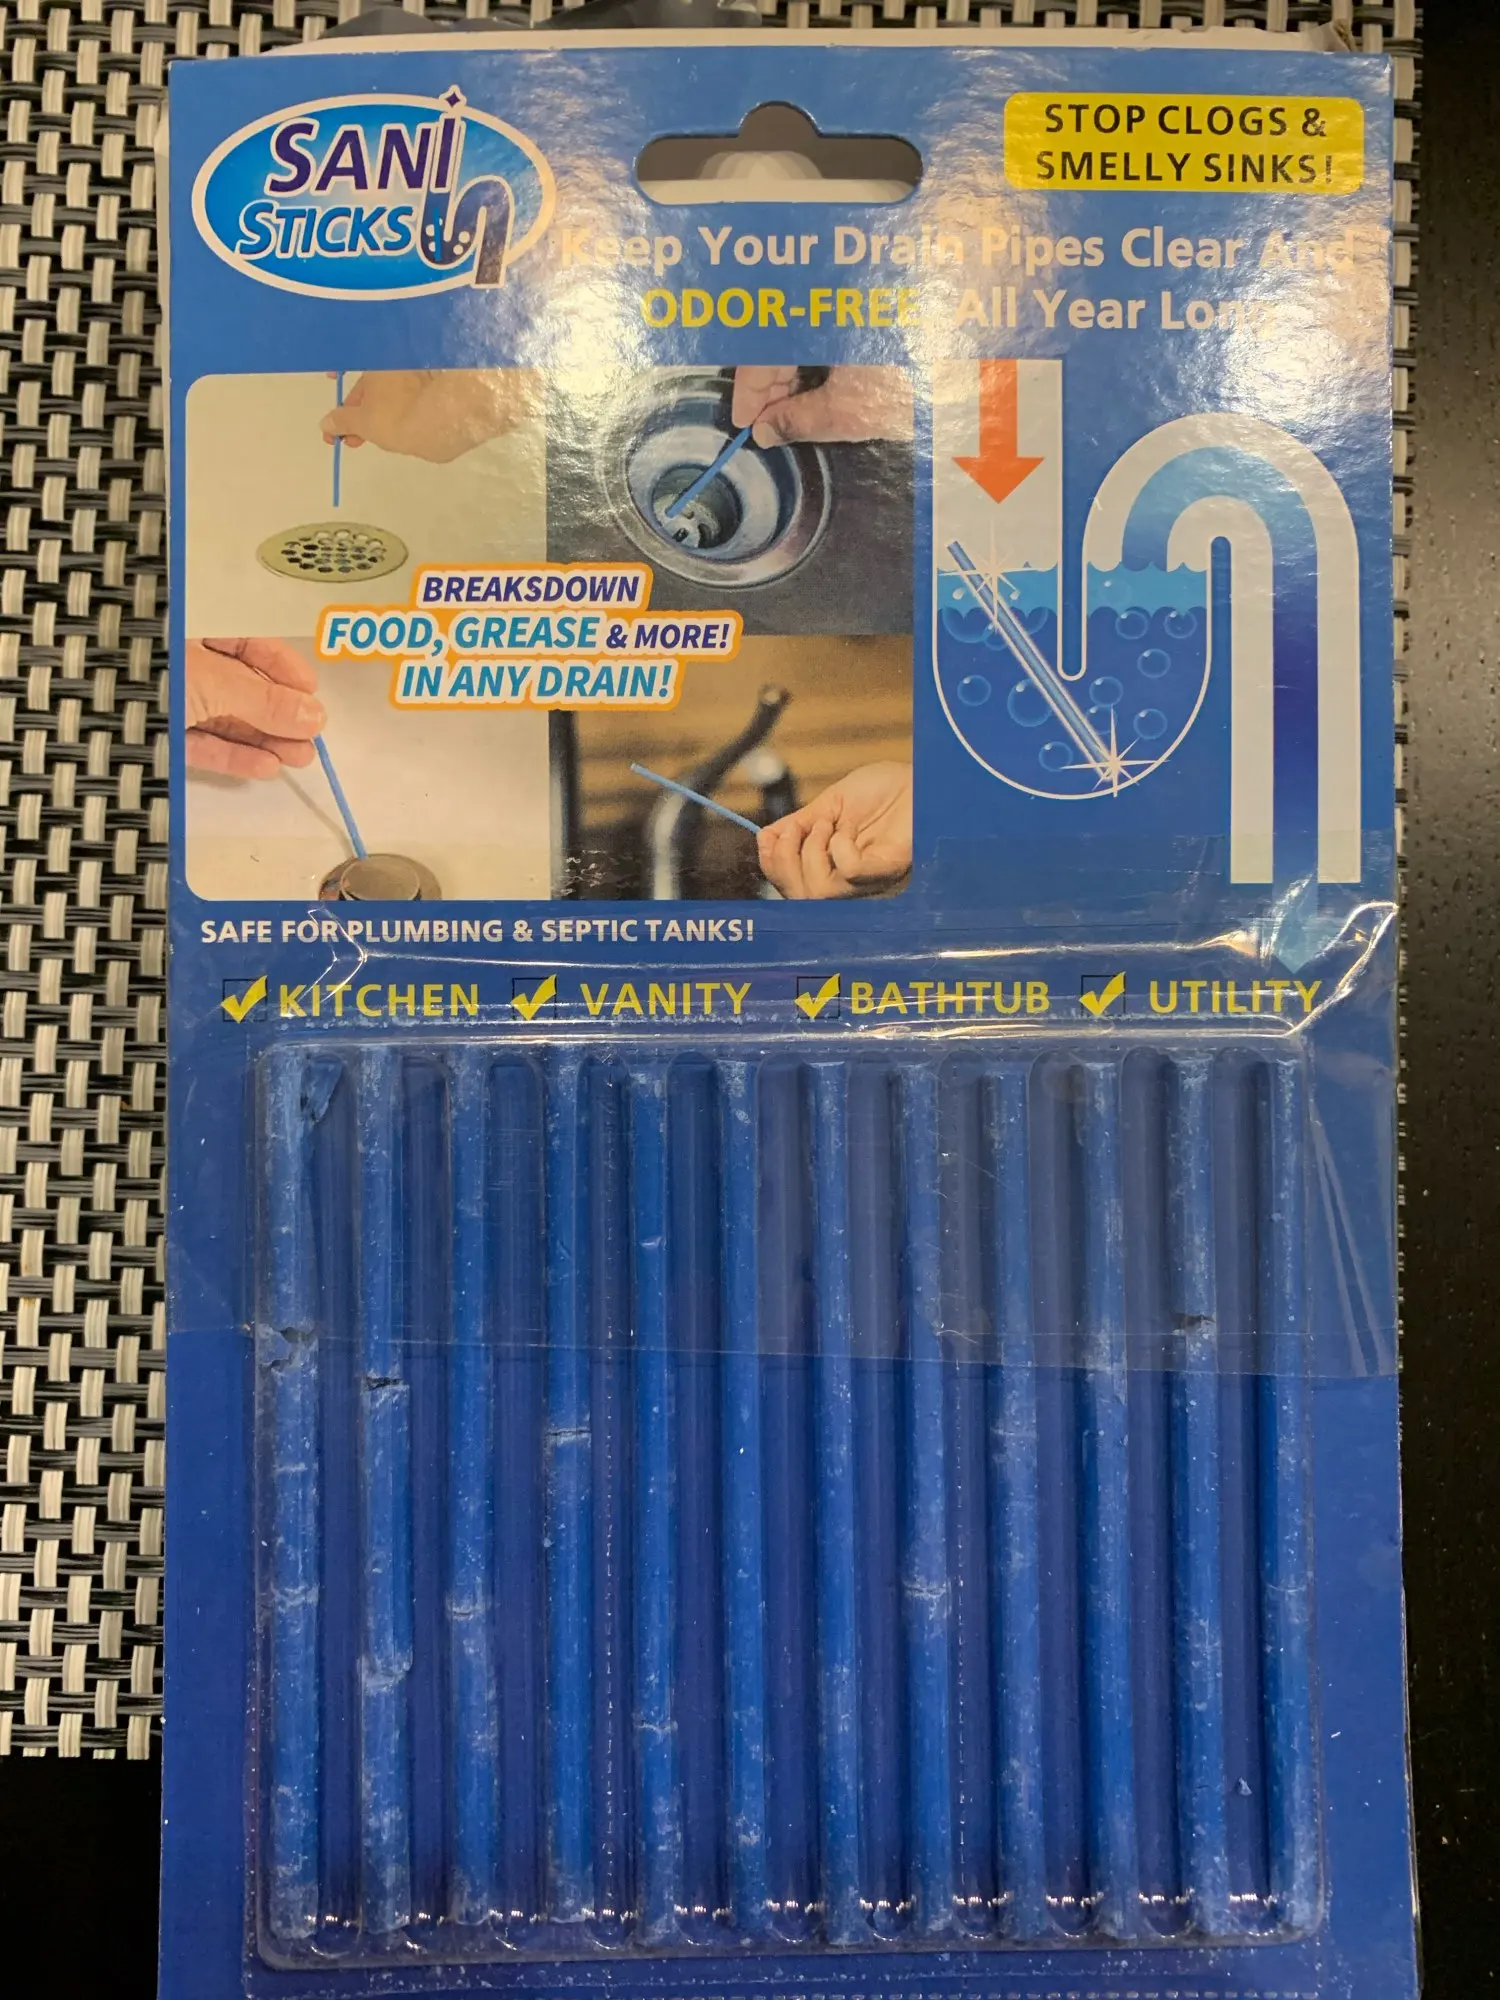 SANI
STICKS
STOP CLOGS &
SMELLY SINKS!
Keep Your Drain Pipes Clear And
ODOR-FREE, All Year Long
BREAKSDOWN
FOOD, GREASE & MORE!
IN ANY DRAIN!
SAFE FOR PLUMBING & SEPTIC TANKS!
KITCHEN VANITY BATHTUB UTILITY